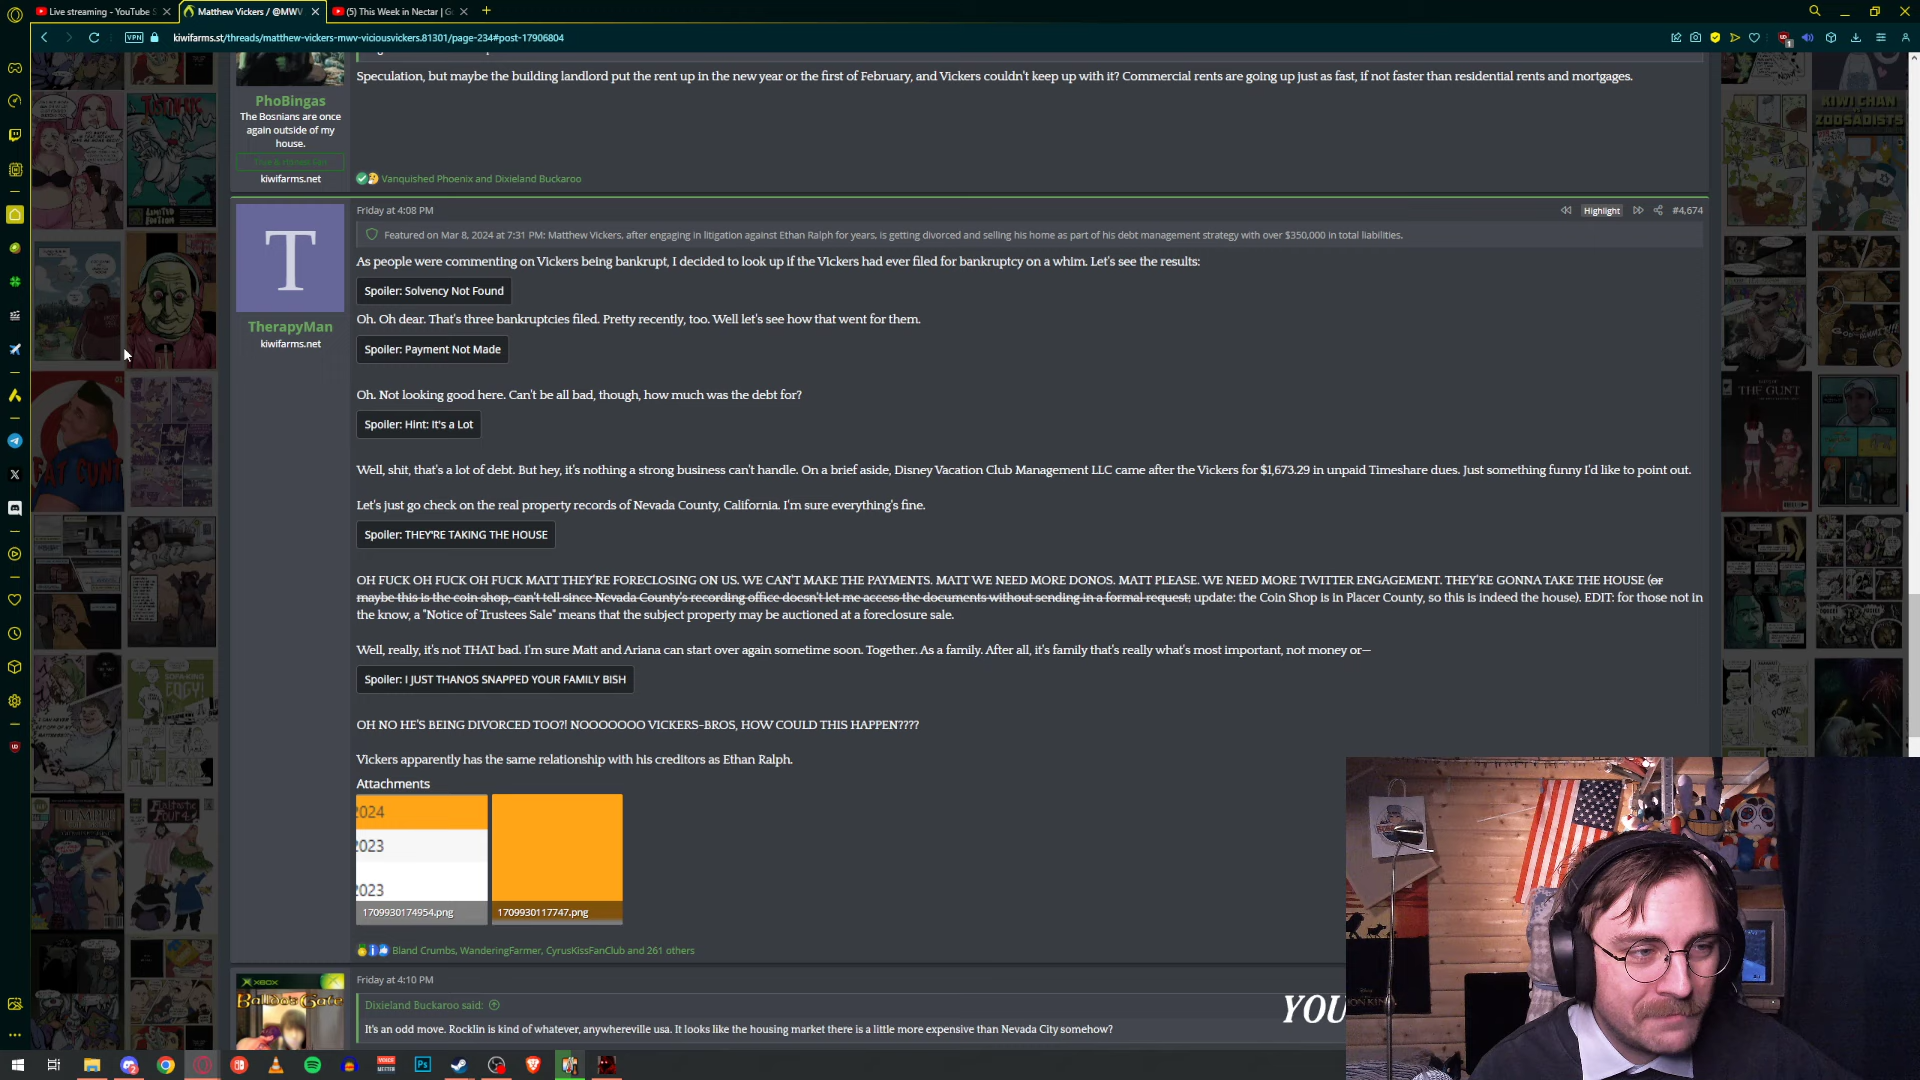 Live streaming - YouTube S
Matthew Vickers / @MWV
(5) This Week in Nectar | G
VPN
kiwifarms.st/threads/matthew-vickers-mwv-viciousvickers.81301/page-234#post-17906804
Speculation, but maybe the building landlord put the rent up in the new year or the first of February, and Vickers couldn't keep up with it? Commercial rents are going up just as fast, if not faster than residential rents and mortgages.
PhoBingas
The Bosnians are once
again outside of my
house.
True & Honest Fan
kiwifarms.net
Vanquished Phoenix and Dixieland Buckaroo
Friday at 4:08 PM
Highlight
#4,674
T
Featured on Mar 8, 2024 at 7:31 PM: Matthew Vickers, after engaging in litigation against Ethan Ralph for years, is getting divorced and selling his home as part of his debt management strategy with over $350,000 in total liabilities.
As people were commenting on Vickers being bankrupt, I decided to look up if the Vickers had ever filed for bankruptcy on a whim. Let's see the results:
Spoiler: Solvency Not Found
TherapyMan
kiwifarms.net
Oh. Oh dear. That's three bankruptcies filed. Pretty recently, too. Well let's see how that went for them.
Spoiler: Payment Not Made
Oh. Not looking good here. Can't be all bad, though, how much was the debt for?
Spoiler: Hint: It's a Lot
Well, shit, that's a lot of debt. But hey, it's nothing a strong business can't handle. On a brief aside, Disney Vacation Club Management LLC came after the Vickers for $1,673.29 in unpaid Timeshare dues. Just something funny I'd like to point out.
Let's just go check on the real property records of Nevada County, California. I'm sure everything's fine.
Spoiler: THEY'RE TAKING THE HOUSE
OH FUCK OH FUCK OH FUCK MATT THEY'RE FORECLOSING ON US. WE CAN'T MAKE THE PAYMENTS. MATT WE NEED MORE DONOS. MATT PLEASE. WE NEED MORE TWITTER ENGAGEMENT. THEY'RE GONNA TAKE THE HOUSE (or
maybe this is the coin shop, can't tell since Nevada County's recording office doesn't let me access the documents without sending in a formal request; update: the Coin Shop is in Placer County, so this is indeed the house). EDIT: for those not in
the know, a "Notice of Trustees Sale" means that the subject property may be auctioned at a foreclosure sale.
Well, really, it's not THAT bad. I'm sure Matt and Ariana can start over again sometime soon. Together. As a family. After all, it's family that's really what's most important, not money or—
Spoiler: I JUST THANOS SNAPPED YOUR FAMILY BISH
OH NO HE'S BEING DIVORCED TOO?! NOOOOOOO VICKERS-BROS, HOW COULD THIS HAPPEN????
Vickers apparently has the same relationship with his creditors as Ethan Ralph.
Attachments
2024
2023
2023
1709930174954.png
1709930117747.png
Bland Crumbs, WanderingFarmer, CyrusKissFanClub and 261 others
Friday at 4:10 PM
Dixieland Buckaroo said:
It's an odd move. Rocklin is kind of whatever, anywhereville usa. It looks like the housing market there is a little more expensive than Nevada City somehow?
XBOX
YOU
KIWI CHAN
ZOOSADISTS
THE GUNT
FAT CUNT
LION KING
Ps